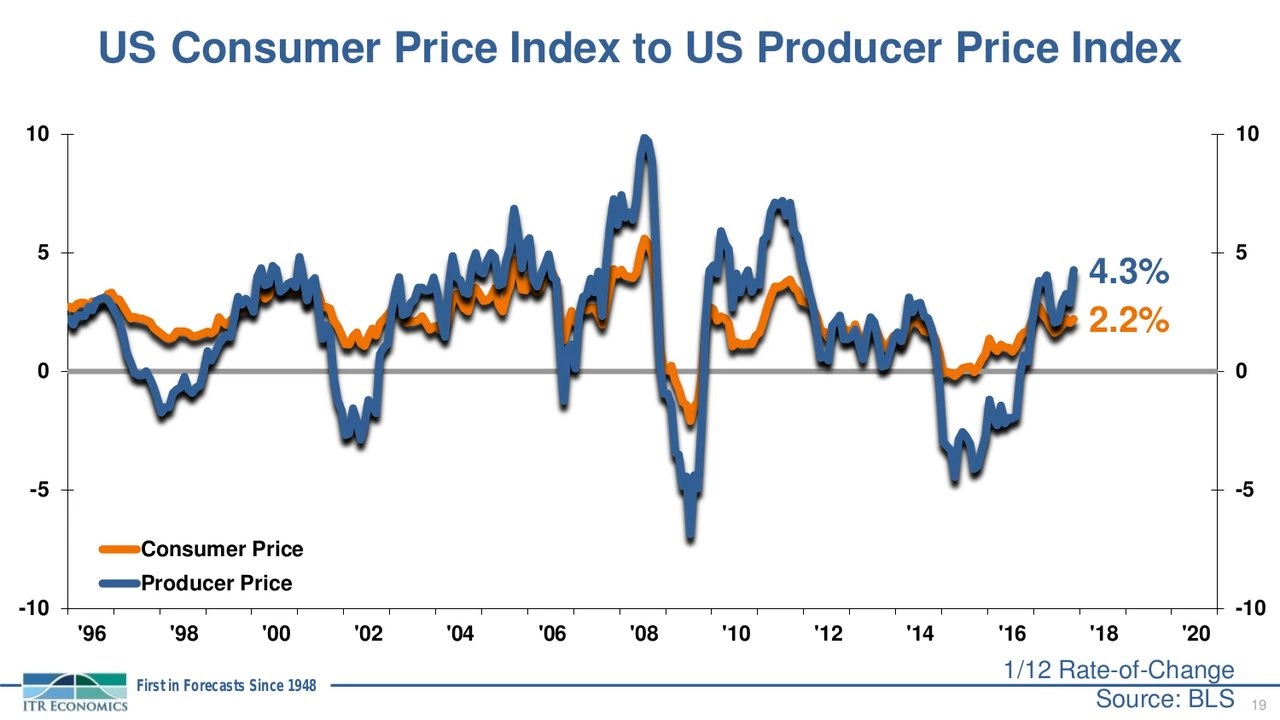 US Consumer Price Index to US Producer Price Index
10 10
5 5
4.3%
2.2%
0 0
-5 -5
Consumer Price
Producer Price
-10 -10
'96 '98 '00 '02 '04 '06 '08 '10 '12 '14 '16 '18 '20
1/12 Rate-of-Change
First in Forecasts Since 1948
ITR ECONOMICS
Source: BLS 19